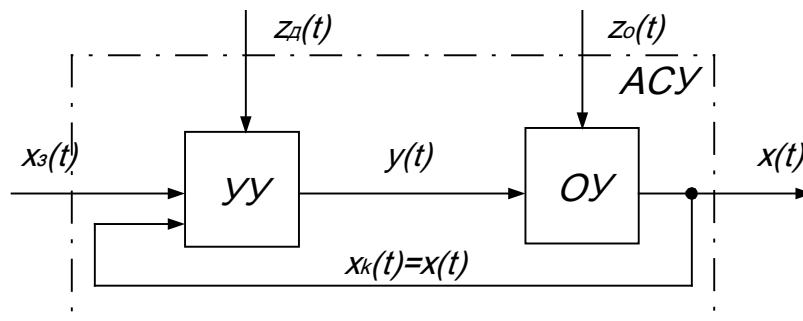 zд(t)
zо(t)
АСУ
xз(t)
y(t)
x(t)
УУ
ОУ
xk(t)=x(t)